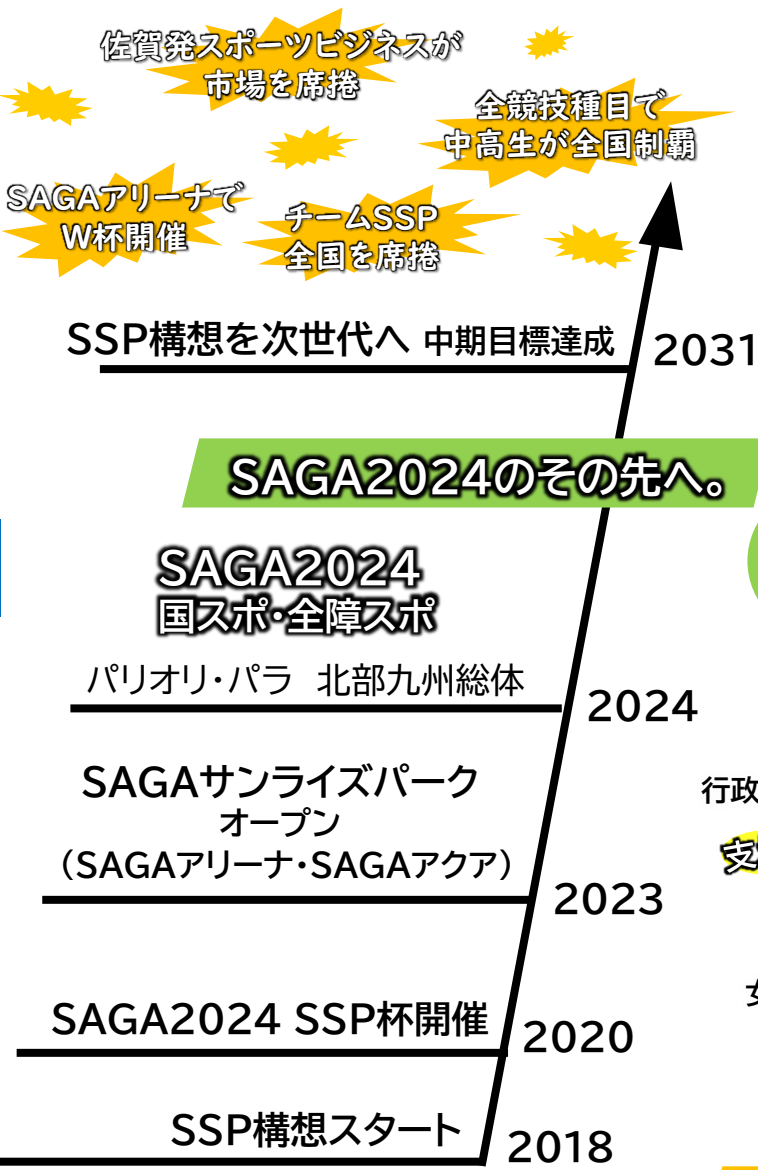 佐賀発スポーツビジネスが
市場を席捲
全競技種目で
中高生が全国制覇
SAGAアリーナで
W杯開催
チームSSP
全国を席捲
SSP構想を次世代へ 中期目標達成
2031
SAGA2024のその先へ。
SAGA2024
国スポ・全障スポ
パリオリ・パラ 北部九州総体
2024
SAGAサンライズパーク
オープン
（SAGAアリーナ・SAGAアクア）
2023
行政
支
SAGA2024 SSP杯開催
2020
SSP構想スタート
2018